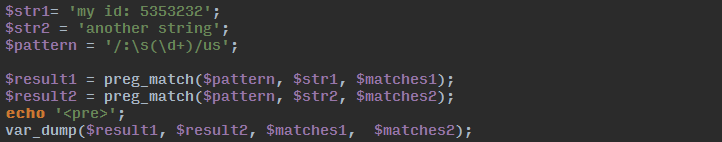 $str1= 'my id: 5353232';
$str2 = 'another string';
$pattern = '/:\s(\d+)/us';
$result1 = preg_match($pattern, $str1, $matches1);
$result2 = preg_match($pattern, $str2, $matches2);
echo '<pre>';
var_dump($result1, $result2, $matches1,  $matches2);